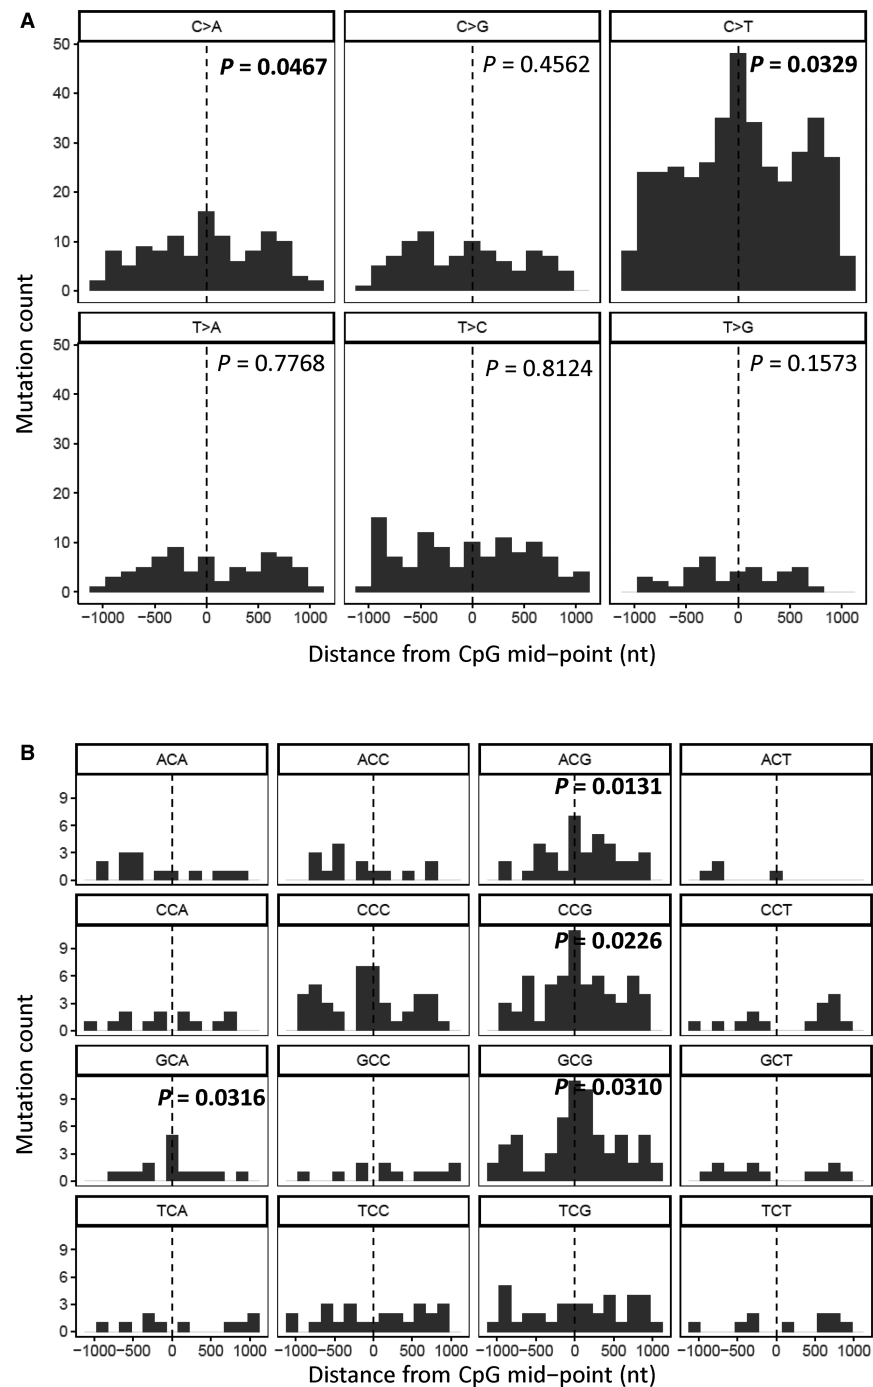 A
C>A
C>G
C>T
50
40
30
20
10
0
P = 0.0467
P = 0.4562
P = 0.0329
T>A
T>C
T>G
50
40
30
20
10
0
P = 0.7768
P = 0.8124
P = 0.1573
−1000 −500 0 500 1000
−1000 −500 0 500 1000
−1000 −500 0 500 1000
Mutation count
Distance from CpG mid−point (nt)
B
ACA
ACC
ACG
ACT
9
6
3
0
P = 0.0131
CCA
CCC
CCG
CCT
9
6
3
0
P = 0.0226
GCA
GCC
GCG
GCT
9
6
3
0
P = 0.0316
P = 0.0310
TCA
TCC
TCG
TCT
9
6
3
0
−1000 −500 0 500 1000
−1000 −500 0 500 1000
−1000 −500 0 500 1000
−1000 −500 0 500 1000
Mutation count
Distance from CpG mid−point (nt)